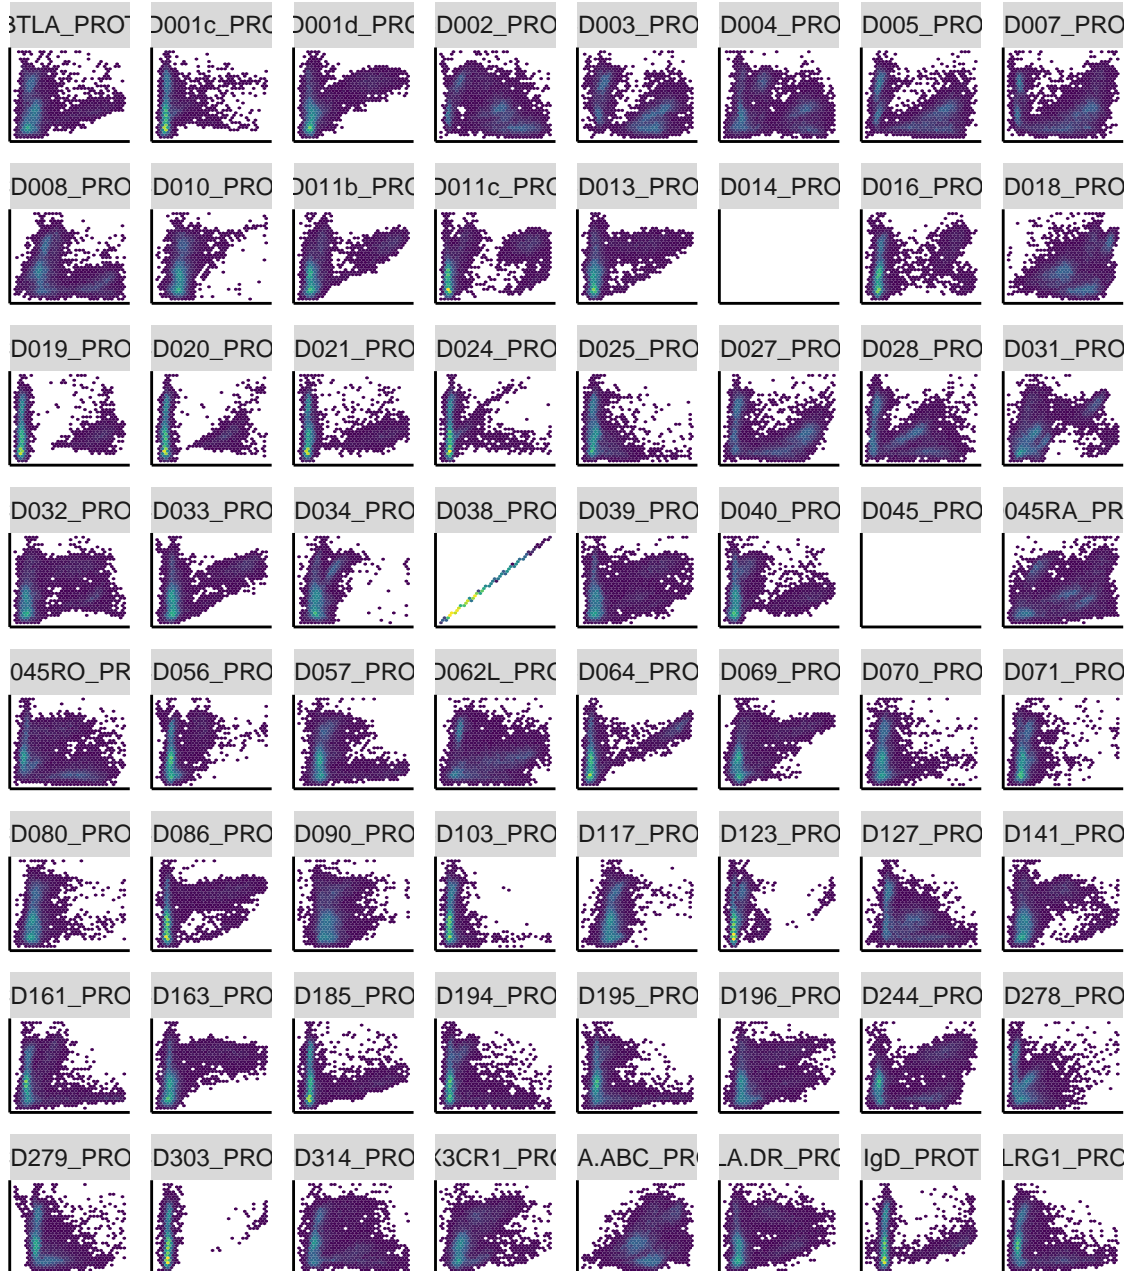 BTLA_PROT D001c_PRO D001d_PRO D002_PRO D003_PRO D004_PRO D005_PRO D007_PRO
D008_PRO D010_PRO D011b_PRO D011c_PRO D013_PRO D014_PRO D016_PRO D018_PRO
D019_PRO D020_PRO D021_PRO D024_PRO D025_PRO D027_PRO D028_PRO D031_PRO
D032_PRO D033_PRO D034_PRO D038_PRO D039_PRO D040_PRO D045_PRO 045RA_PR
045RO_PR D056_PRO D057_PRO D062L_PRO D064_PRO D069_PRO D070_PRO D071_PRO
D080_PRO D086_PRO D090_PRO D103_PRO D117_PRO D123_PRO D127_PRO D141_PRO
D161_PRO D163_PRO D185_PRO D194_PRO D195_PRO D196_PRO D244_PRO D278_PRO
D279_PRO D303_PRO D314_PRO X3CR1_PRO A.ABC_PR LA.DR_PRO IgD_PROT LRG1_PRO